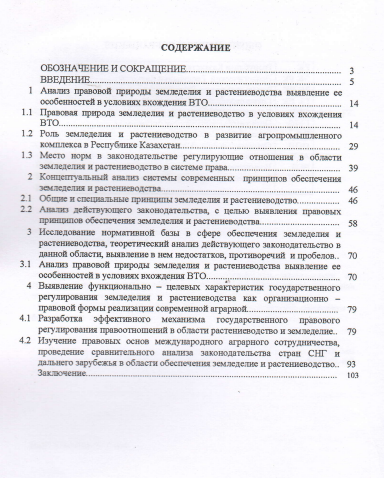 СОДЕРЖАНИЕ
ОБОЗНАЧЕНИЕ И СОКРАЩЕНИЕ 3
ВВЕДЕНИЕ 5
1 Анализ правовой природы земледелия и растениеводства выявление ее
особенностей в условиях вхождения ВТО 14
1.1 Правовая природа земледелия и растениеводство в условиях вхождения
ВТО 14
1.2 Роль земледелия и растениеводство в развитие агропромышленного
комплекса в Республике Казахстан 29
1.3 Место норм в законодательстве регулирующие отношения в области
земледелия и растениеводство в системе права 39
2 Концептуальный анализ системы современных принципов обеспечения
земледелия и растениеводства 46
2.1 Общие и специальные принципы земледелия и растениеводство 46
2.2 Анализ действующего законодательства, с целью выявления правовых
принципов обеспечения земледелия и растениеводства 58
3 Исследование нормативной базы в сфере обеспечения земледелия и
растениеводства, теоретический анализ действующего законодательство в
данной области, выявление в нем недостатков, противоречий и пробелов 70
3.1 Анализ правовой природы земледелия и растениеводства выявление ее
особенностей в условиях вхождения ВТО 70
4 Выявление функционально – целевых характеристик государственного
регулирования земледелия и растениеводства как организационно –
правовой формы реализации современной аграрной 79
4.1 Разработка эффективного механизма государственного правового
регулирования правоотношений в области растениеводство и земледелие 79
4.2 Изучение правовых основ международного аграрного сотрудничества,
проведение сравнительного анализа законодательства стран СНГ и
дальнего зарубежья в области обеспечения земледелие и растениеводство 93
Заключение 103